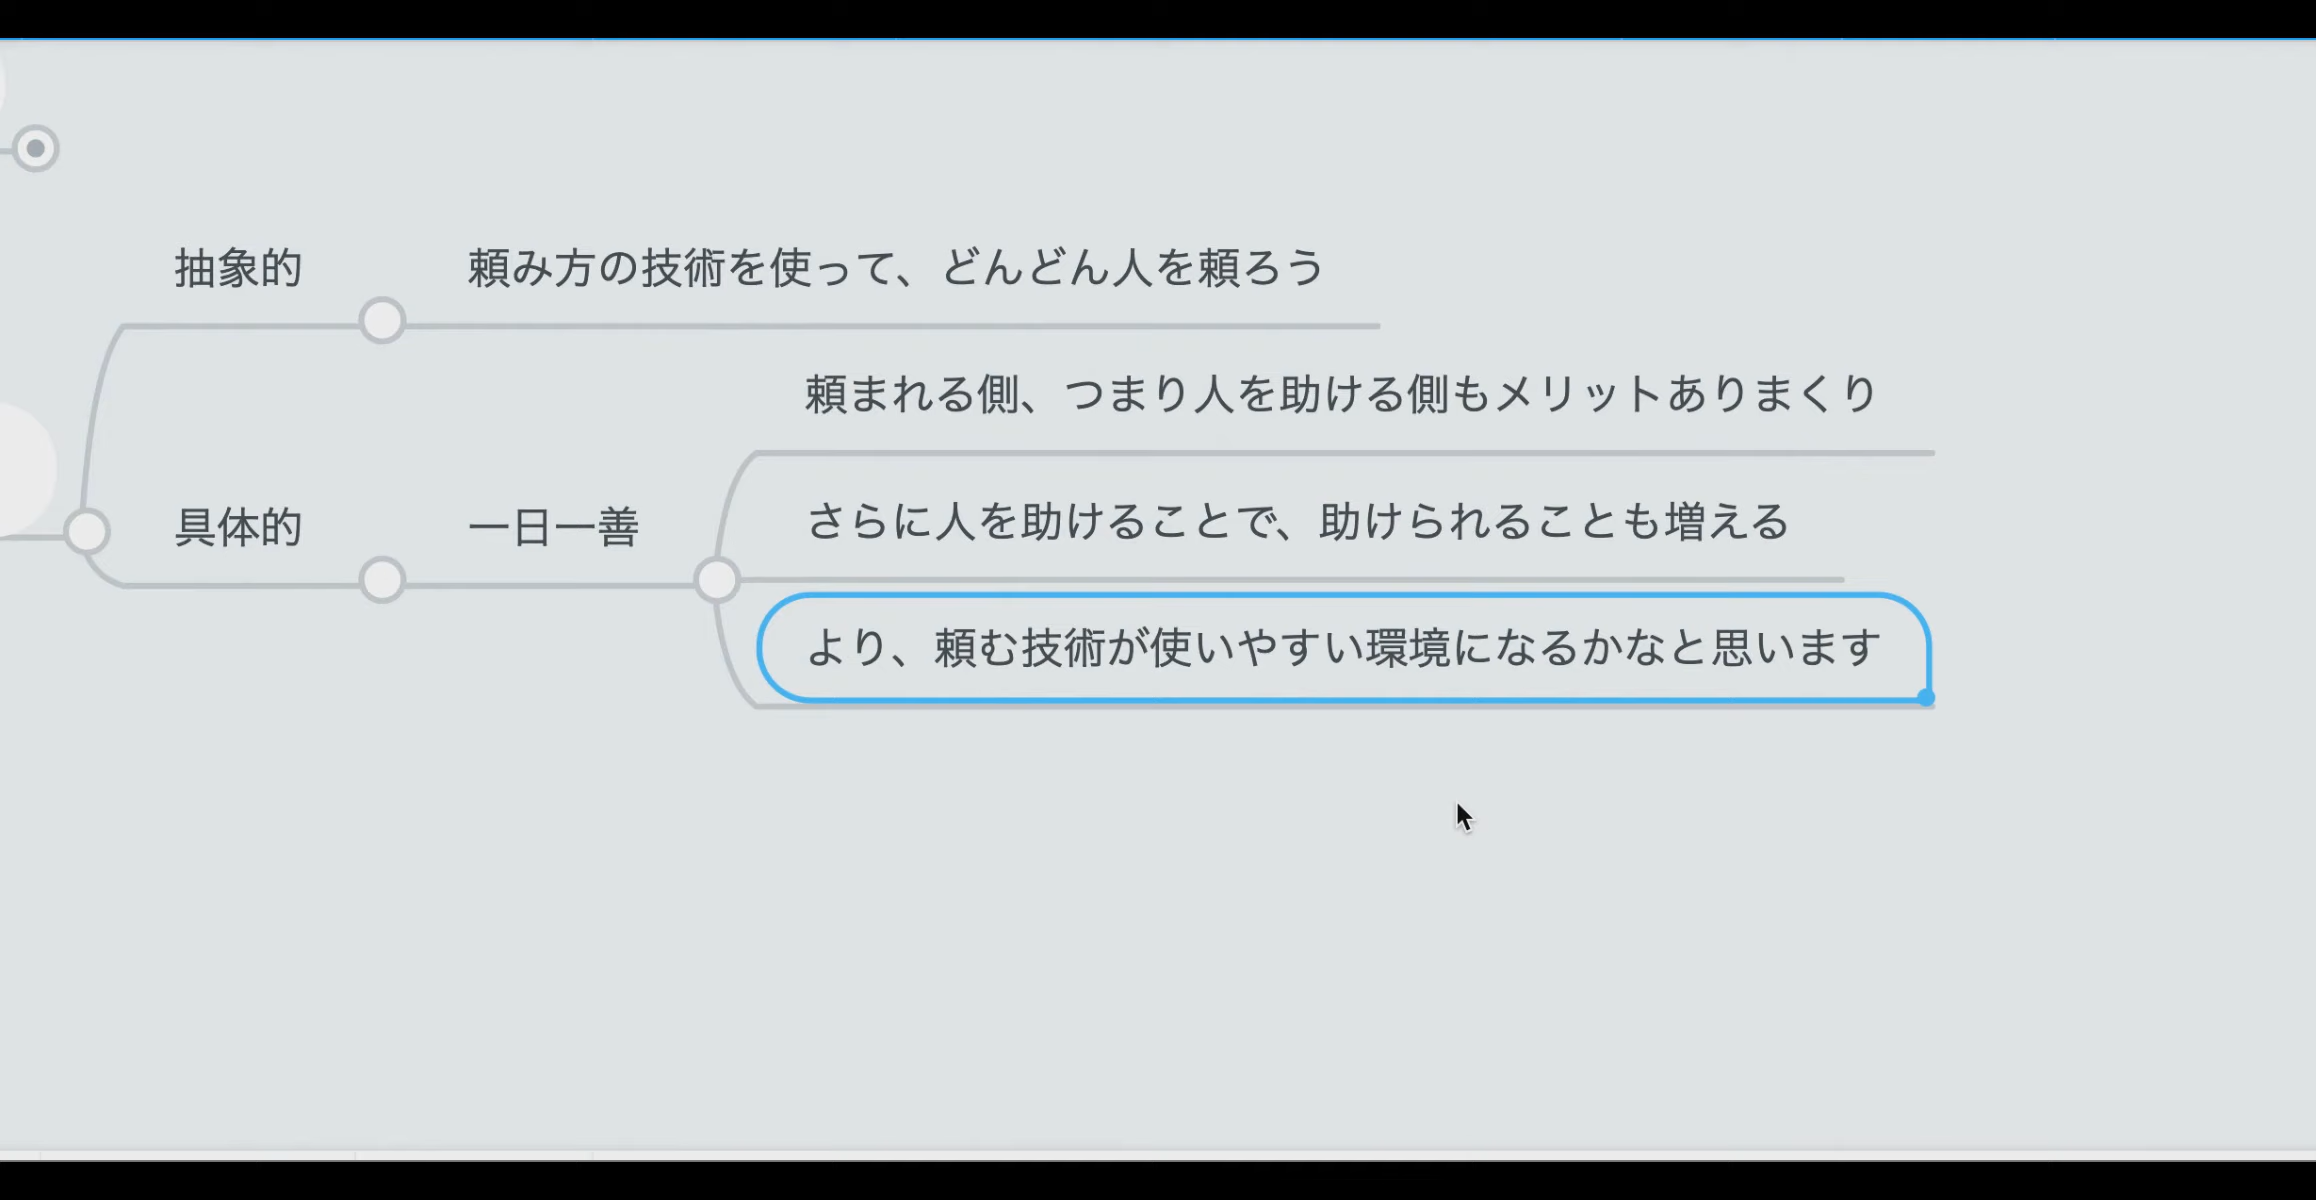 抽象的
頼み方の技術を使って、どんどん人を頼ろう
頼まれる側、つまり人を助ける側もメリットありまくり
具体的
一日一善
さらに人を助けることで、助けられることも増える
より、頼む技術が使いやすい環境になるかなと思います